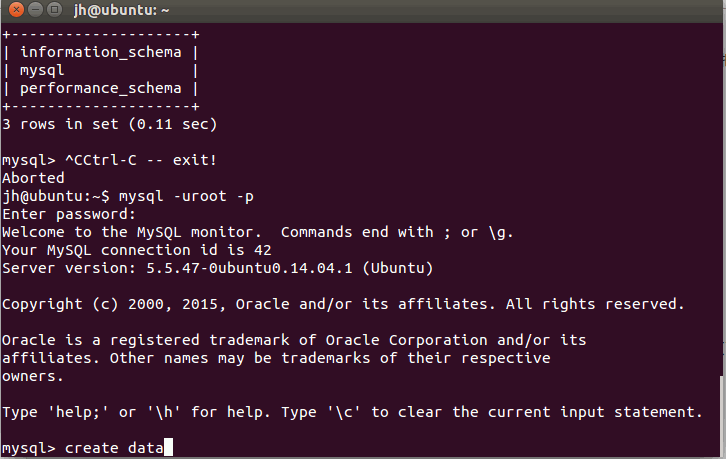 jh@ubuntu: ~
+--------------------+
| information_schema |
| mysql              |
| performance_schema |
+--------------------+
3 rows in set (0.11 sec)
mysql> ^CCtrl-C -- exit!
Aborted
jh@ubuntu:~$ mysql -uroot -p
Enter password:
Welcome to the MySQL monitor.  Commands end with ; or \g.
Your MySQL connection id is 42
Server version: 5.5.47-0ubuntu0.14.04.1 (Ubuntu)
Copyright (c) 2000, 2015, Oracle and/or its affiliates. All rights reserved.
Oracle is a registered trademark of Oracle Corporation and/or its
affiliates. Other names may be trademarks of their respective
owners.
Type 'help;' or '\h' for help. Type '\c' to clear the current input statement.
mysql> create data